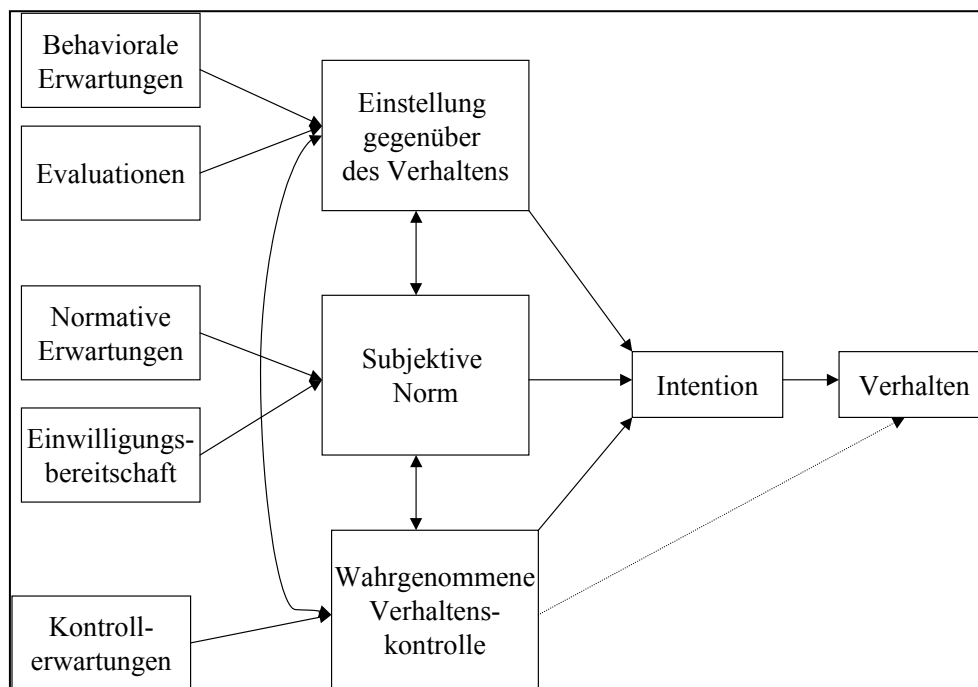 Behaviorale
Erwartungen
Evaluationen
Normative
Erwartungen
Einwilligungs-
bereitschaft
Kontroll-
erwartungen
Einstellung
gegenüber
des Verhaltens
Subjektive
Norm
Wahrgenommene
Verhaltens-
kontrolle
Intention
Verhalten